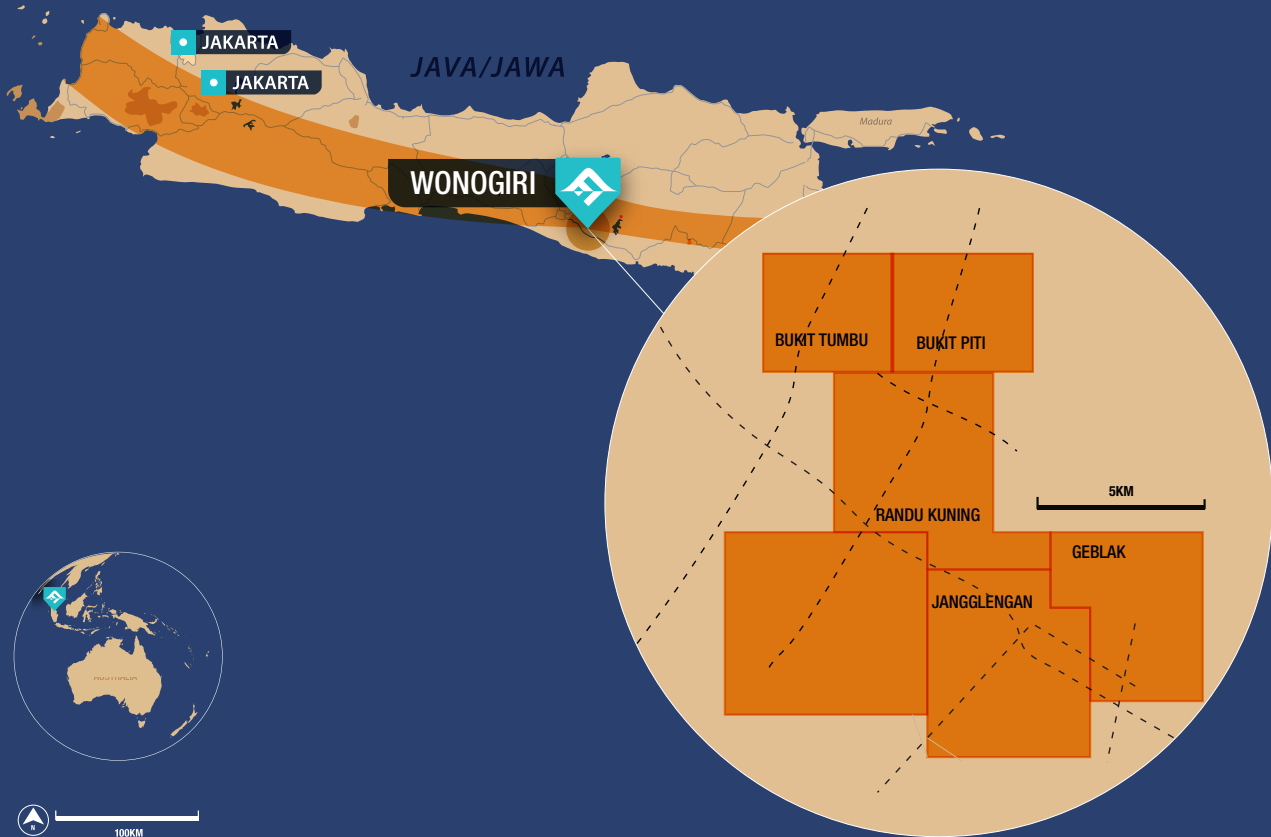 JAKARTA
JAKARTA
JAVA/JAWA
Madura
WONOGIRI
BUKIT TUMBU
BUKIT PITI
RANDU KUNING
5KM
GEBLAK
JANGGLENGAN
AUSTRALIA
N
100KM